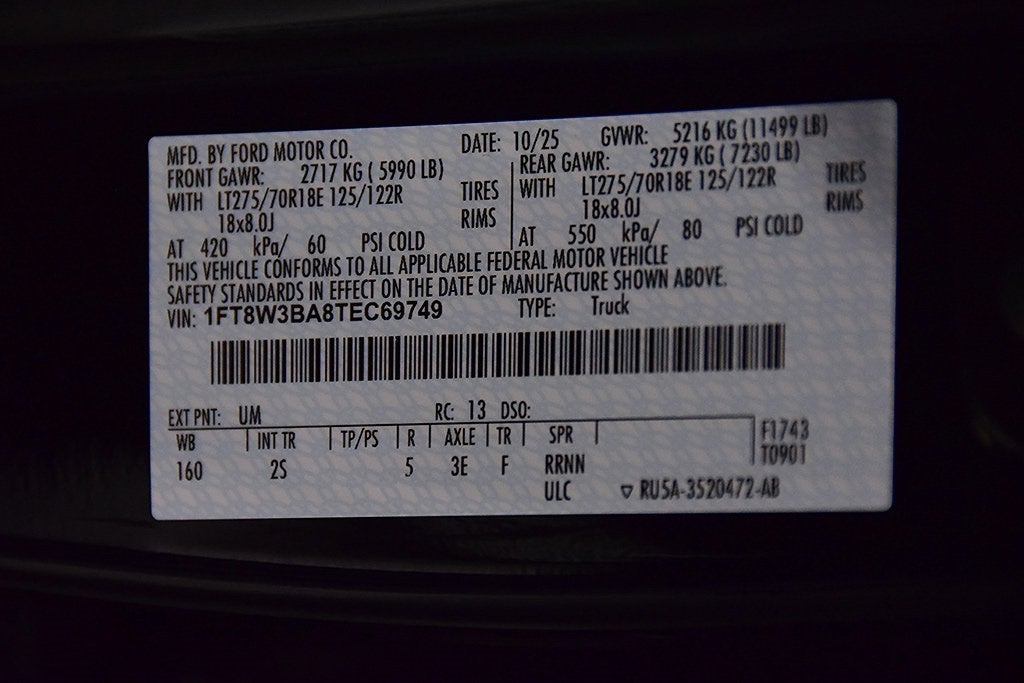 MFD. BY FORD MOTOR CO. DATE: 10/25 GVWR: 5216 KG (11499 LB)
FRONT GAWR: 2717 KG ( 5990 LB) REAR GAWR: 3279 KG ( 7230 LB)
WITH LT275/70R18E 125/122R TIRES WITH LT275/70R18E 125/122R TIRES
18x8.0J RIMS 18x8.0J RIMS
AT 420 kPa/ 60 PSI COLD AT 550 kPa/ 80 PSI COLD
THIS VEHICLE CONFORMS TO ALL APPLICABLE FEDERAL MOTOR VEHICLE
SAFETY STANDARDS IN EFFECT ON THE DATE OF MANUFACTURE SHOWN ABOVE.
VIN: 1FT8W3BA8TEC69749 TYPE: Truck
EXT PNT: UM RC: 13 DSO:
WB INT TR TP/PS R AXLE TR SPR F1743
160 2S 5 3E F RRNN T0901
ULC ▽ RU5A-3520472-AB